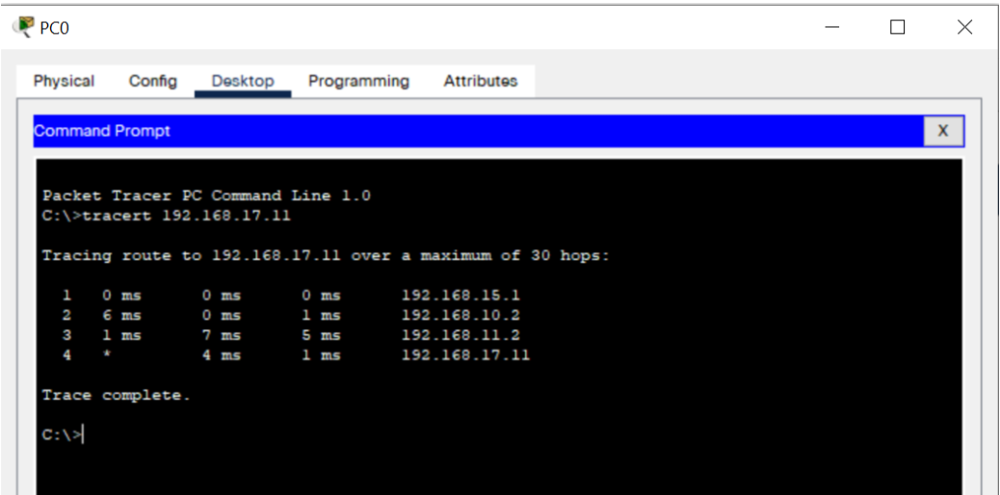 PC0
Physical Config Desktop Programming Attributes
Command Prompt X
Packet Tracer PC Command Line 1.0
C:\>tracert 192.168.17.11
Tracing route to 192.168.17.11 over a maximum of 30 hops:
1 0 ms 0 ms 0 ms 192.168.15.1
2 6 ms 0 ms 1 ms 192.168.10.2
3 1 ms 7 ms 5 ms 192.168.11.2
4 * 4 ms 1 ms 192.168.17.11
Trace complete.
C:\>